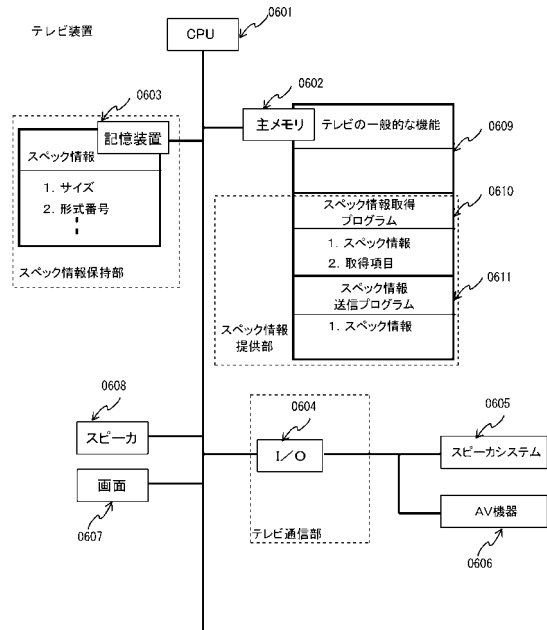 テレビ装置
CPU
0601
0603
記憶装置
スペック情報
1. サイズ
2. 形式番号
スペック情報保持部
0602
主メモリ
テレビの一般的な機能
0609
スペック情報取得
プログラム
0610
1. スペック情報
2. 取得項目
スペック情報
送信プログラム
0611
1. スペック情報
スペック情報
提供部
0608
スピーカ
画面
0607
0604
I/O
テレビ通信部
0605
スピーカシステム
AV機器
0606